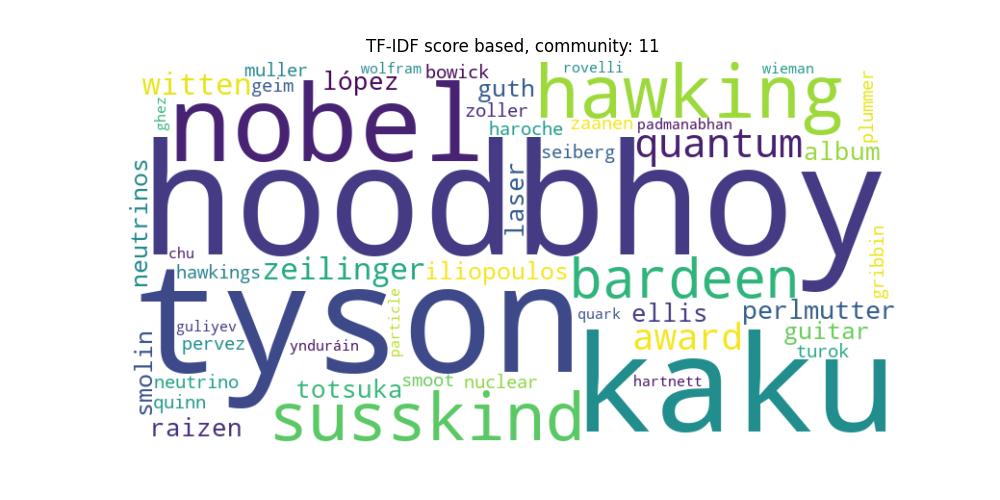 TF-IDF score based, community: 11
witten
muller
geim
lópez
wolfram
bowick
guth
zoller
hawking
rovelli
wieman
plummer
ghez
nobel
haroche
zaanen
padmanabhan
quantum
album
seiberg
neutrinos
hoodbhoy
laser
chu
hawkings
zeilinger
iliopoulos
bardeen
gribbin
tyson
guliyev
pervez
ynduráin
particle
quark
ellis
perlmutter
award
guitar
turok
kaku
hartnett
smolin
neutrino
quinn
raizen
totsuka
smoot
nuclear
susskind